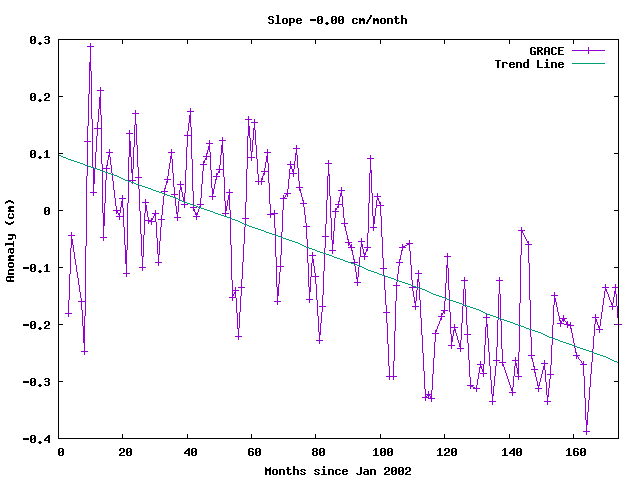 Slope -0.00 cm/month
GRACE
Trend Line
0.3
0.2
0.1
0
-0.1
-0.2
-0.3
-0.4
Anomaly (cm)
0 20 40 60 80 100 120 140 160
Months since Jan 2002